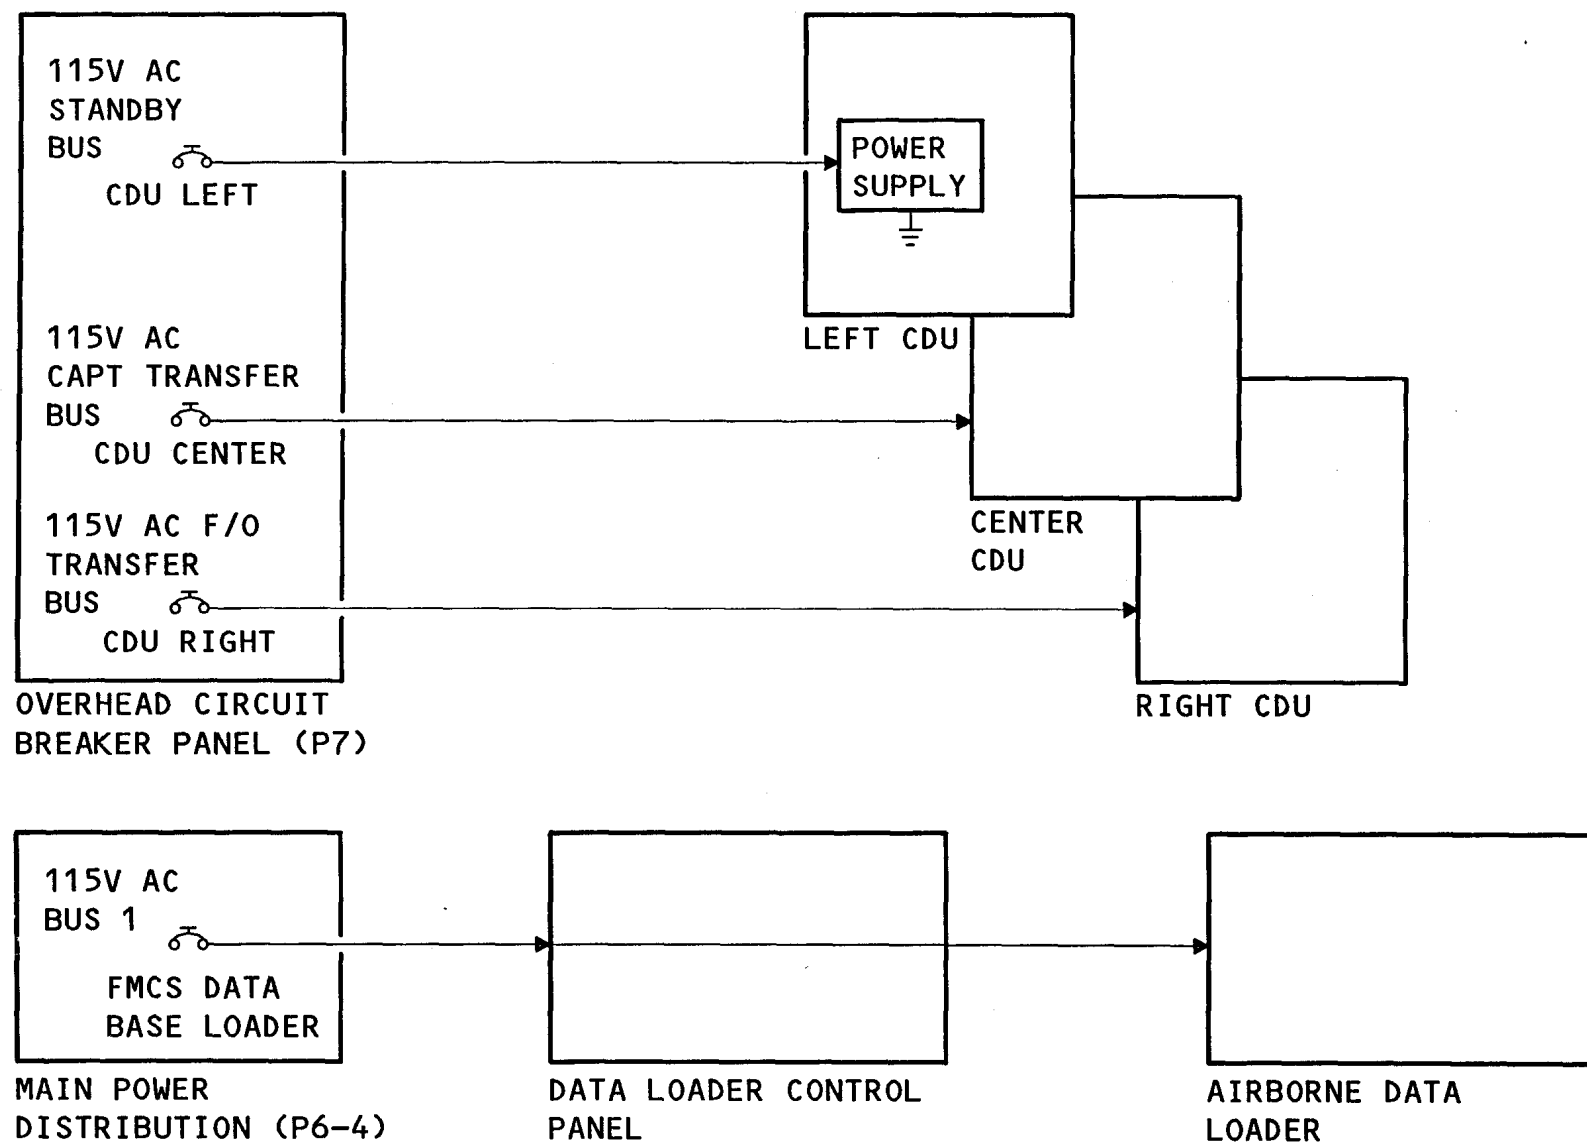 115V AC
STANDBY
BUS
CDU LEFT
POWER
SUPPLY
LEFT CDU
115V AC
CAPT TRANSFER
BUS
CDU CENTER
CENTER
CDU
115V AC F/O
TRANSFER
BUS
CDU RIGHT
RIGHT CDU
OVERHEAD CIRCUIT
BREAKER PANEL (P7)
115V AC
BUS 1
FMCS DATA
BASE LOADER
MAIN POWER
DISTRIBUTION (P6-4)
DATA LOADER CONTROL
PANEL
AIRBORNE DATA
LOADER